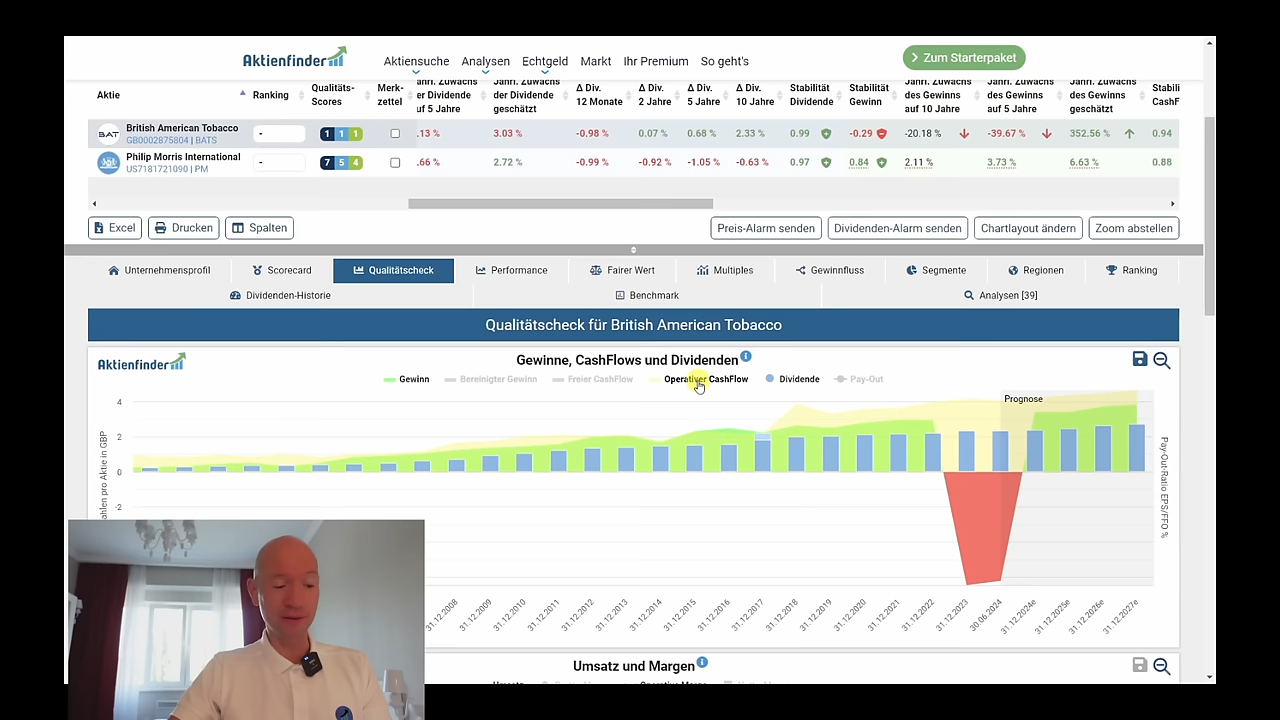 Aktienfinder
Aktiensuche Analysen Echtgeld Markt Ihr Premium So geht's
Zum Starterpaket
Aktie Ranking Qualitäts-Scores Merk-zettel der Dividende auf 5 Jahre Jährl. Zuwachs der Dividende geschätzt Δ Div. 12 Monate Δ Div. 2 Jahre Δ Div. 5 Jahre Δ Div. 10 Jahre Stabilität Dividende Stabilität Gewinn Jährl. Zuwachs des Gewinns auf 10 Jahre Jährl. Zuwachs des Gewinns auf 5 Jahre Jährl. Zuwachs des Gewinns geschätzt Stabili CashF
BAT British American Tobacco - 1 1 1 .13 % 3.03 % -0.98 % 0.07 % 0.68 % 2.33 % 0.99 -0.29 -20.18 % -39.67 % 352.56 % 0.94
GB0002875804 | BATS
Philip Morris International - 7 5 4 .66 % 2.72 % -0.99 % -0.92 % -1.05 % -0.63 % 0.97 0.84 2.11 % 3.73 % 6.63 % 0.88
US7181721090 | PM
Excel Drucken Spalten Preis-Alarm senden Dividenden-Alarm senden Chartlayout ändern Zoom abstellen
Unternehmensprofil Scorecard Qualitätscheck Performance Fairer Wert Multiples Gewinnfluss Segmente Regionen Ranking
Dividenden-Historie Benchmark Analysen [39]
Qualitätscheck für British American Tobacco
Aktienfinder
Gewinne, CashFlows und Dividenden
Gewinn Bereinigter Gewinn Freier CashFlow Operativer CashFlow Dividende Pay-Out
Prognose
4
2
0
-2
ahlen pro Aktie in GBP
Pay-Out-Ratio EPS/FFO %
31.12.2008 31.12.2009 31.12.2010 31.12.2011 31.12.2012 31.12.2013 31.12.2014 31.12.2015 31.12.2016 31.12.2017 31.12.2018 31.12.2019 31.12.2020 31.12.2021 31.12.2022 31.12.2023 30.06.2024 31.12.2024e 31.12.2025e 31.12.2026e 31.12.2027e
Umsatz und Margen